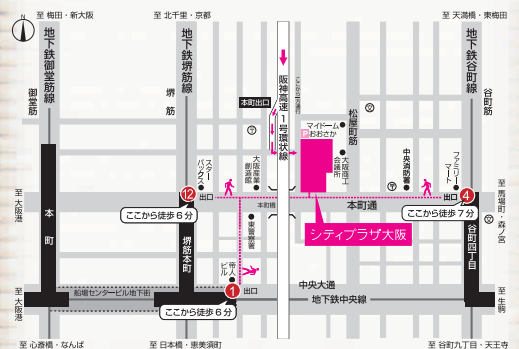 N
至 梅田・新大阪
至 北千里・京都
至 天満橋・東梅田
地下鉄御堂筋線
御堂筋
地下鉄堺筋線
堺筋
阪神高速1号環状線
本町出口
松屋町筋
地下鉄谷町線
谷町筋
P
マイドーム
おおさか
大阪商工
会議所
中央消防署
ファミリー
マート
スター
バックス
大阪産業
創造館
至 大阪港
12
出口
出口
4
至 馬場町・森ノ宮
本町橋
本町通
ここから徒歩6分
ここから徒歩7分
本町
堺筋本町
東警察署
シティプラザ大阪
谷町四丁目
帝人
ビル
中央大通
船場センタービル地下街
1
出口
地下鉄中央線
至 大阪港
至 生駒
ここから徒歩6分
至 心斎橋・なんば
至 日本橋・恵美須町
至 谷町九丁目・天王寺